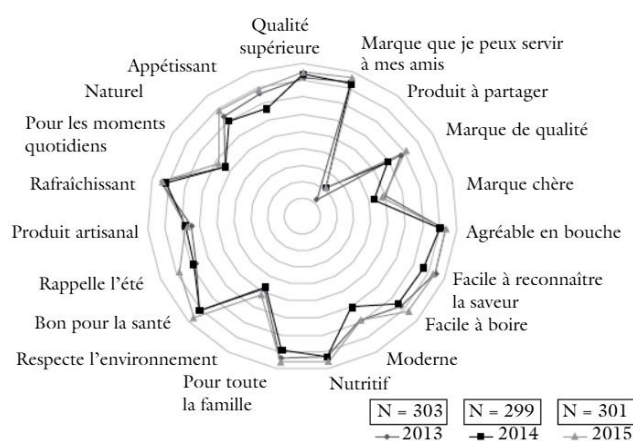 Qualité
supérieure
Marque que je peux servir
à mes amis
Produit à partager
Marque de qualité
Marque chère
Agréable en bouche
Facile à reconnaître
la saveur
Facile à boire
Moderne
Nutritif
Pour toute
la famille
Respecte l'environnement
Bon pour la santé
Rappelle l'été
Produit artisanal
Rafraîchissant
Pour les moments
quotidiens
Naturel
Appétissant
N = 303 N = 299 N = 301
2013 2014 2015